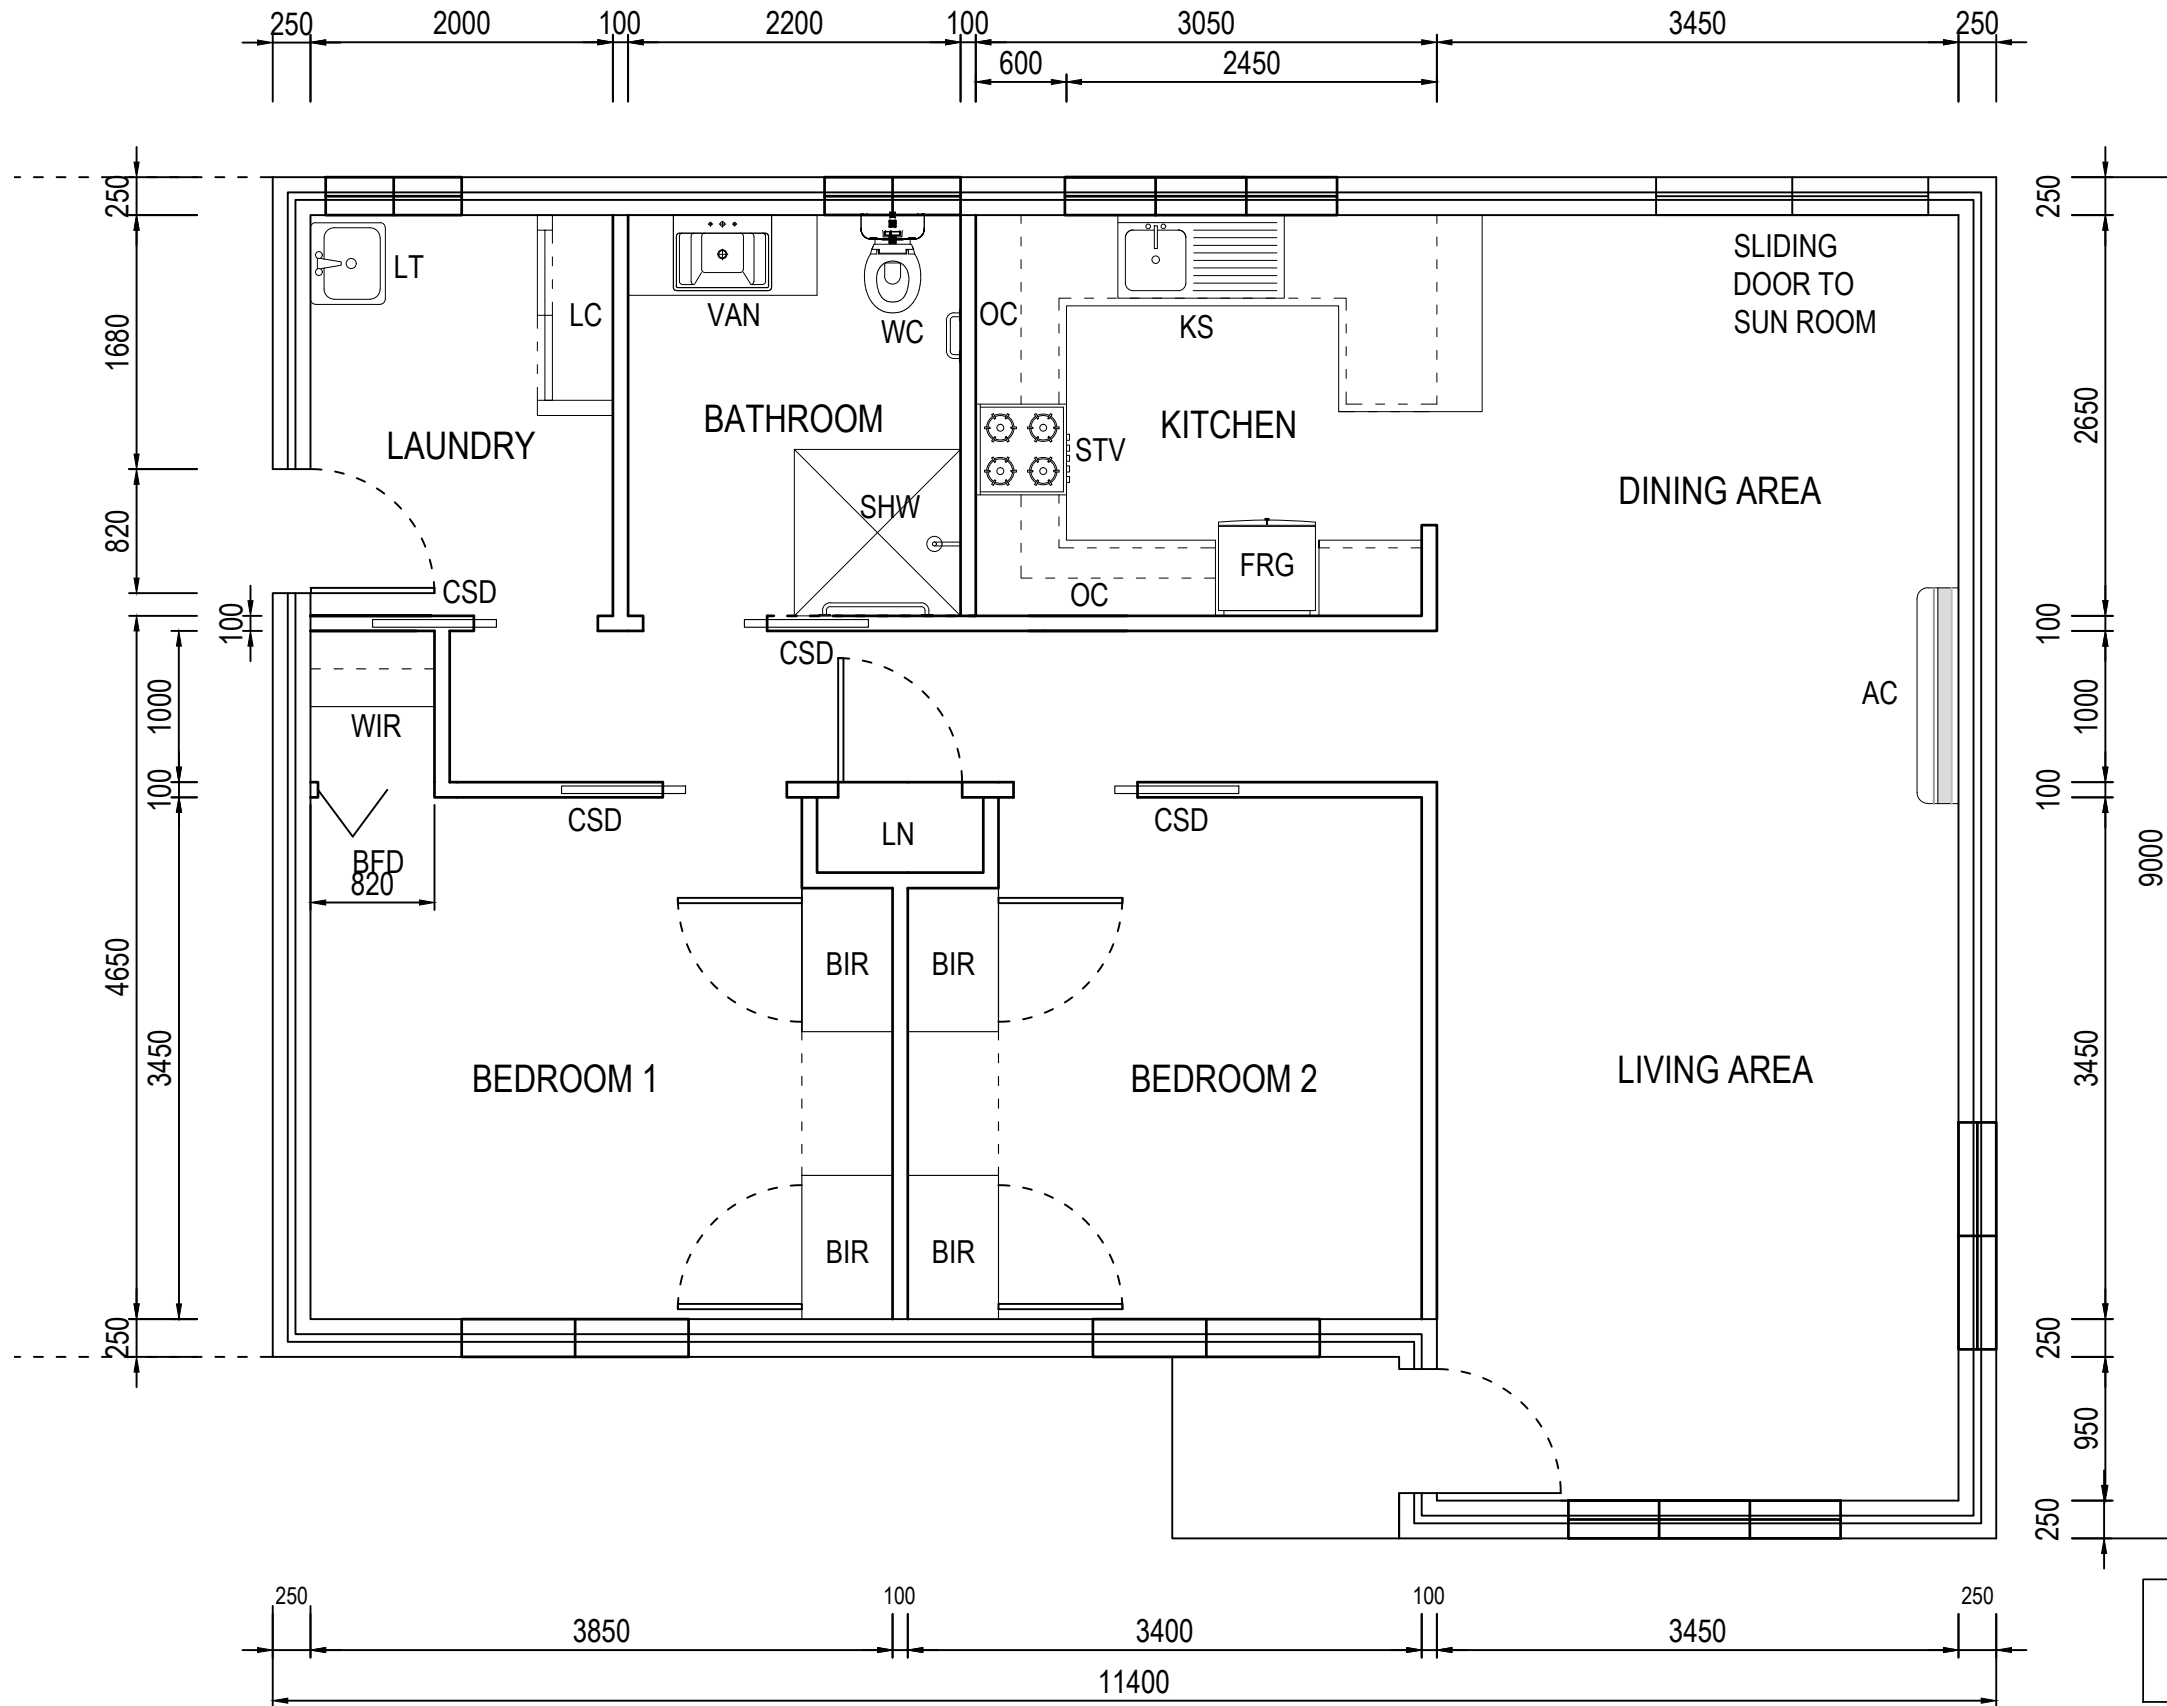 250 2000 100 2200 100 3050 3450 250
600 2450
250
1680
820
100
1000
100
4650
3450
250
LT
LC
LAUNDRY
CSD
VAN
WC
BATHROOM
SHW
CSD
OC
KS
STV
KITCHEN
FRG
OC
SLIDING
DOOR TO
SUN ROOM
DINING AREA
AC
WIR
BFD
820
CSD
LN
CSD
BIR BIR
BEDROOM 1
BEDROOM 2
LIVING AREA
BIR BIR
250
2650
100
1000
100
3450
250
950
250
9000
250 3850 100 3400 100 3450 250
11400